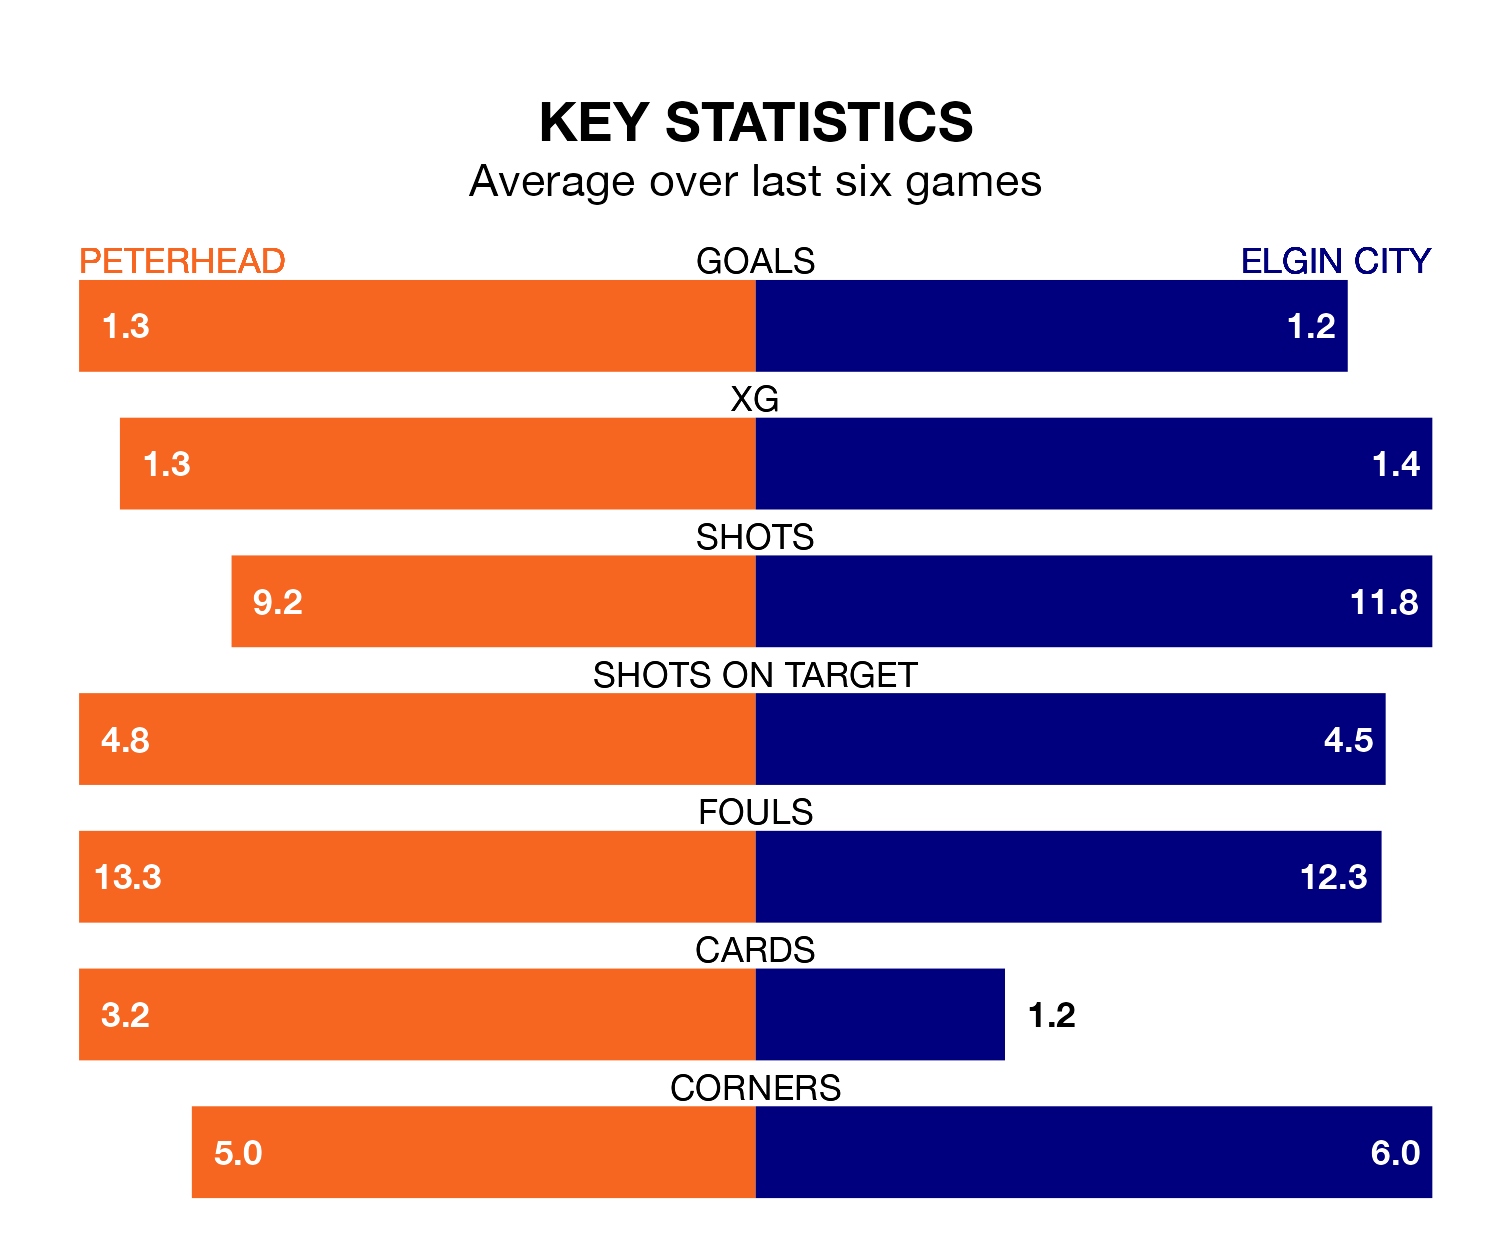 KEY STATISTICS
Average over last six games
PETERHEAD GOALS ELGIN CITY
1.3 1.2
XG
1.3 1.4
SHOTS
9.2 11.8
SHOTS ON TARGET
4.8 4.5
FOULS
13.3 12.3
CARDS
3.2 1.2
CORNERS
5.0 6.0